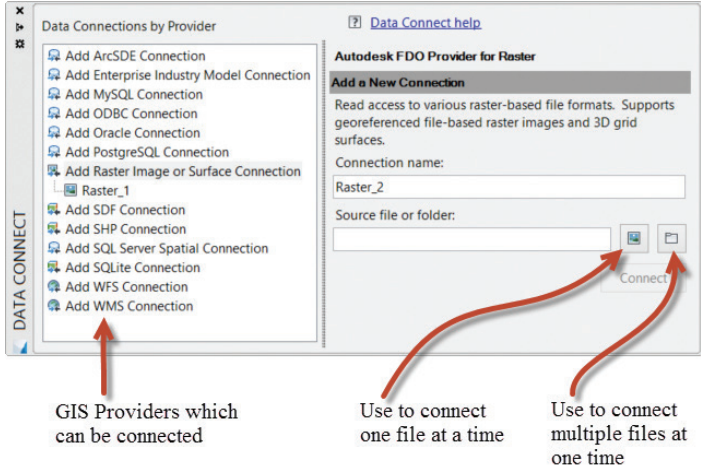 Data Connections by Provider
Add ArcSDE Connection
Add Enterprise Industry Model Connection
Add MySQL Connection
Add ODBC Connection
Add Oracle Connection
Add PostgreSQL Connection
Add Raster Image or Surface Connection
Raster_1
Add SDF Connection
Add SHP Connection
Add SQL Server Spatial Connection
Add SQLite Connection
Add WFS Connection
Add WMS Connection
DATA CONNECT
? Data Connect help
Autodesk FDO Provider for Raster
Add a New Connection
Read access to various raster-based file formats. Supports
georeferenced file-based raster images and 3D grid
surfaces.
Connection name:
Raster_2
Source file or folder:
Connect
GIS Providers which
can be connected
Use to connect
one file at a time
Use to connect
multiple files at
one time